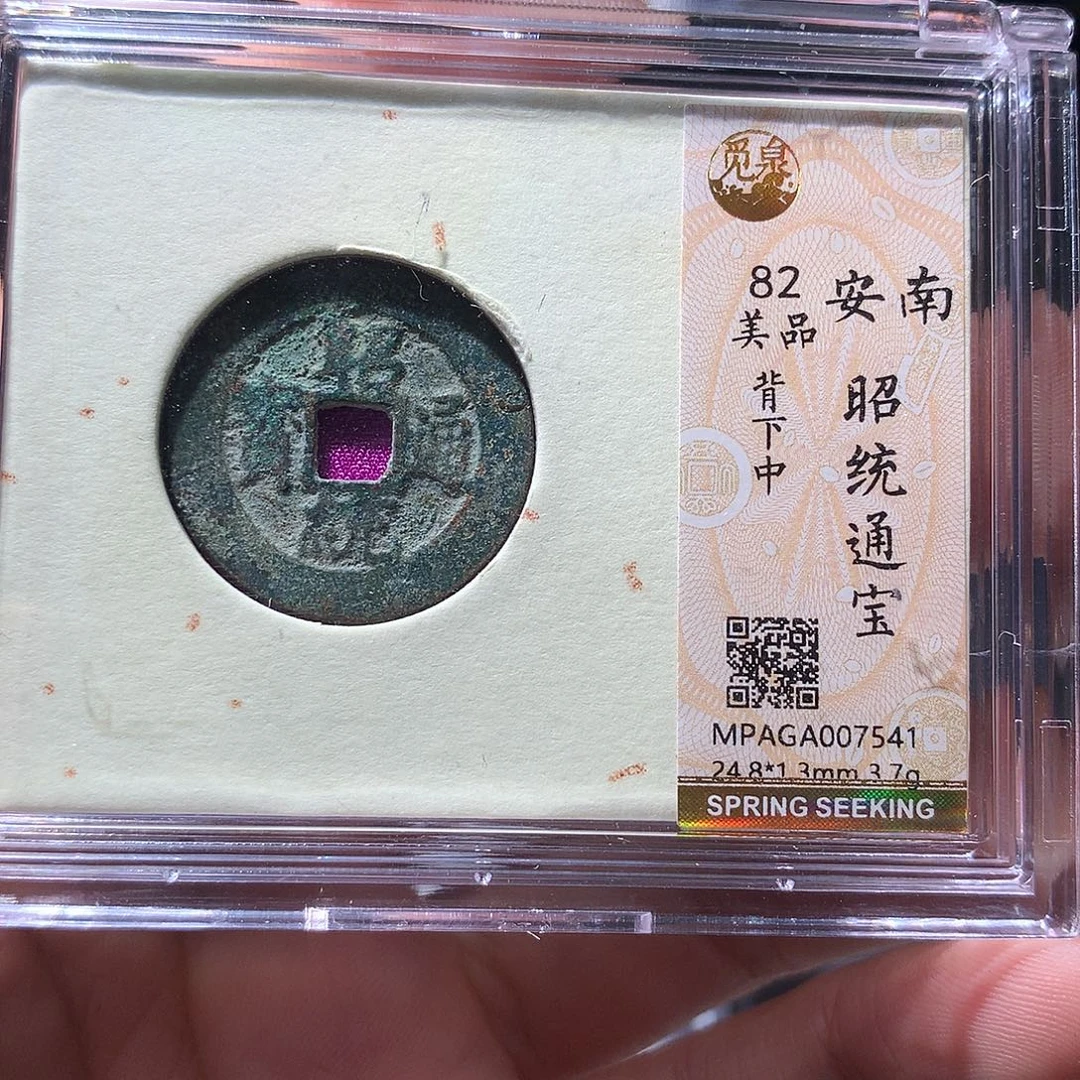 觅泉
安南
昭统通宝
82
美品
背下中
MPAGA007541
24.8*1.3mm 3.7g
SPRING SEEKING
通